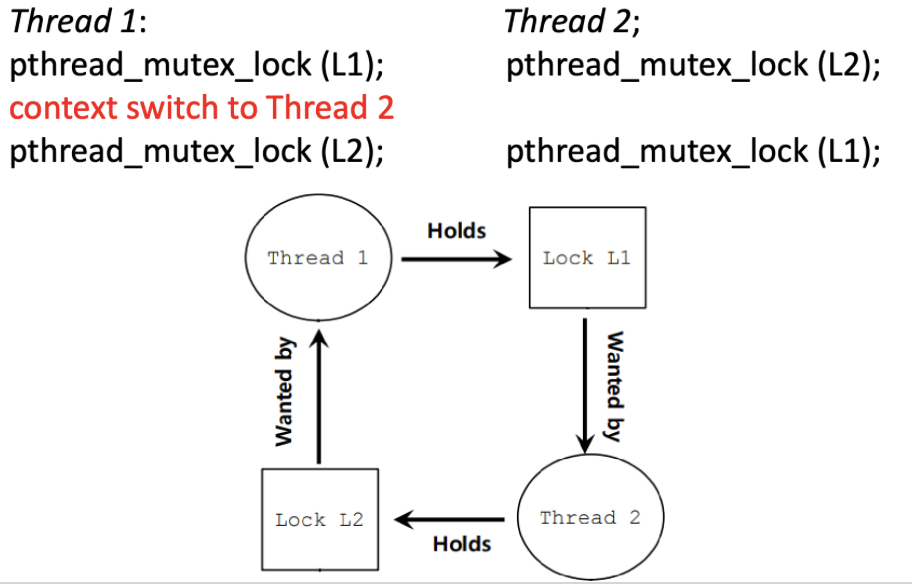 Thread 1:
pthread_mutex_lock (L1);
context switch to Thread 2
pthread_mutex_lock (L2);
Thread 2;
pthread_mutex_lock (L2);
pthread_mutex_lock (L1);
Thread 1
Holds
Lock L1
Wanted by
Wanted by
Lock L2
Holds
Thread 2